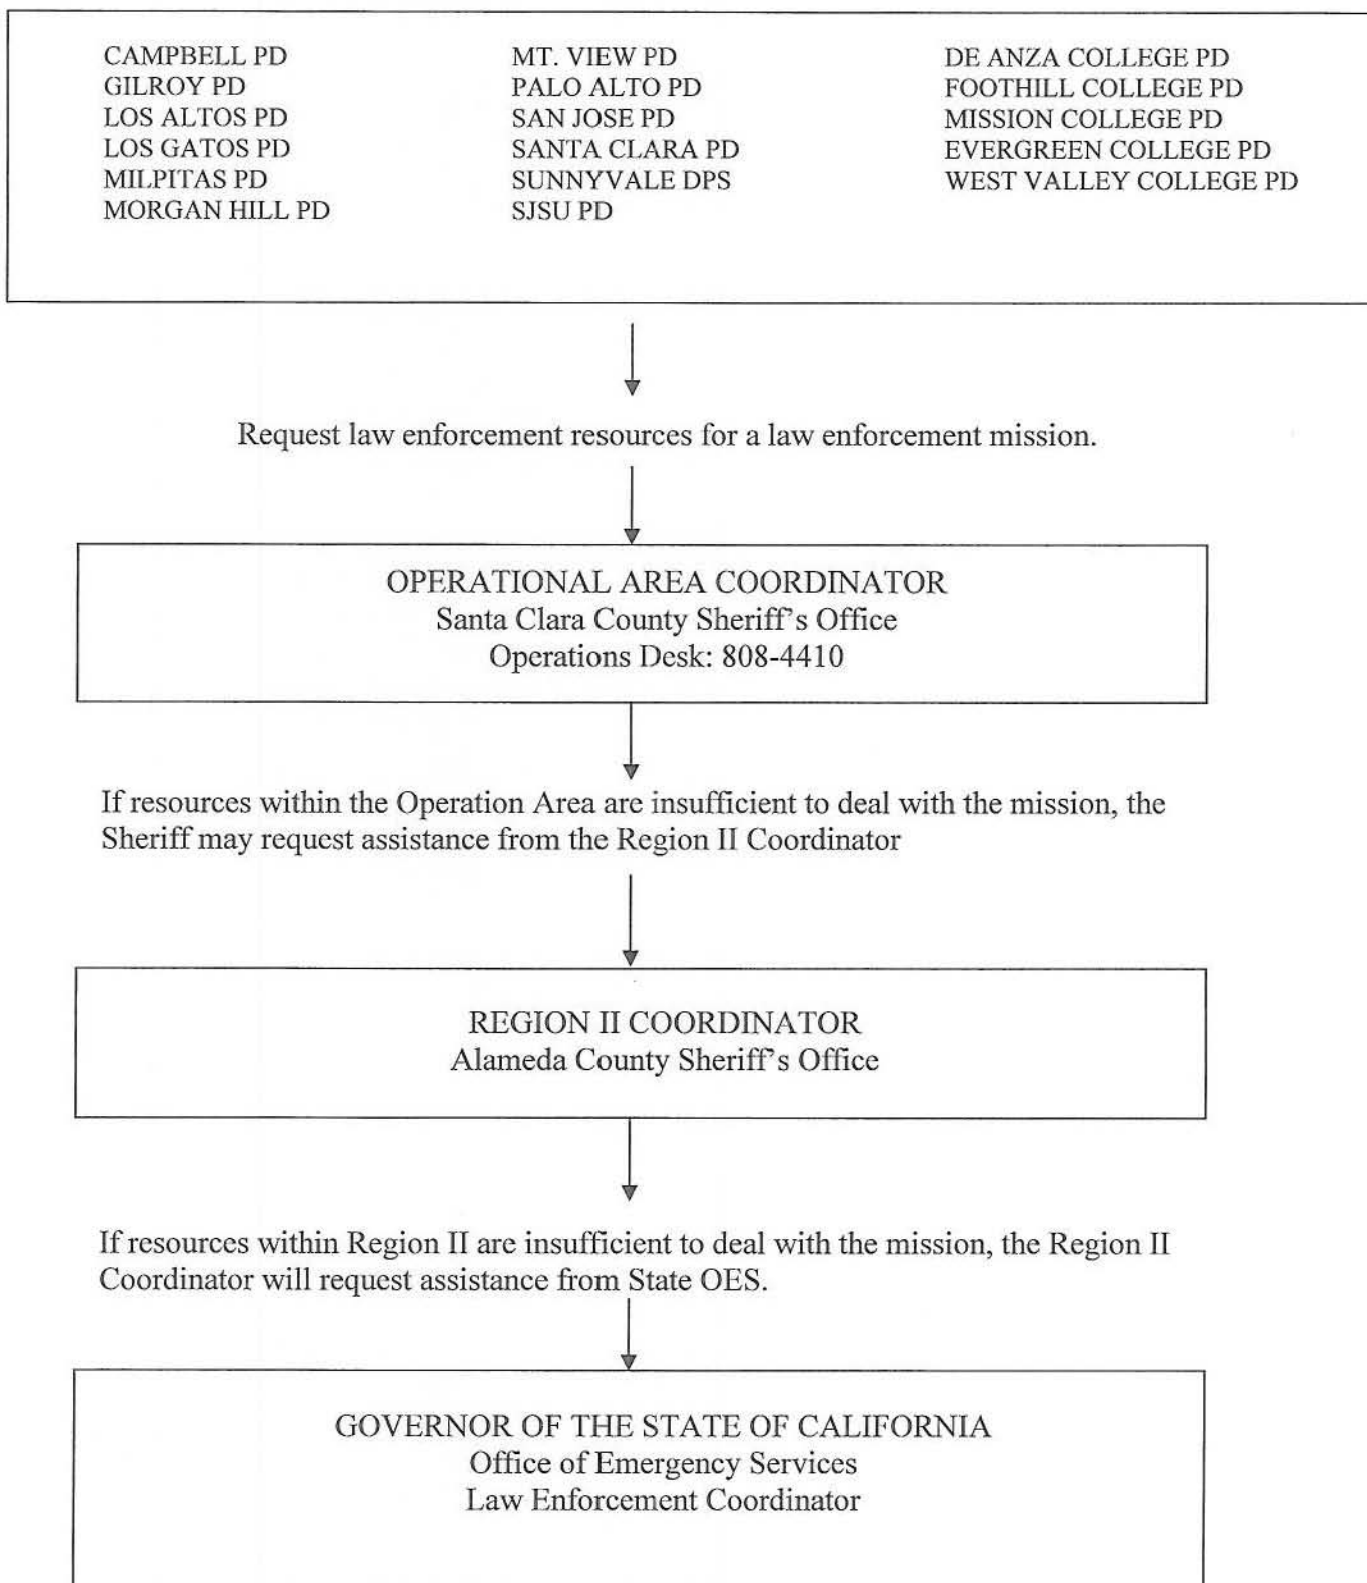 CAMPBELL PD
GILROY PD
LOS ALTOS PD
LOS GATOS PD
MILPITAS PD
MORGAN HILL PD
MT. VIEW PD
PALO ALTO PD
SAN JOSE PD
SANTA CLARA PD
SUNNYVALE DPS
SJSU PD
DE ANZA COLLEGE PD
FOOTHILL COLLEGE PD
MISSION COLLEGE PD
EVERGREEN COLLEGE PD
WEST VALLEY COLLEGE PD
Request law enforcement resources for a law enforcement mission.
OPERATIONAL AREA COORDINATOR
Santa Clara County Sheriff's Office
Operations Desk: 808-4410
If resources within the Operation Area are insufficient to deal with the mission, the
Sheriff may request assistance from the Region II Coordinator
REGION II COORDINATOR
Alameda County Sheriff's Office
If resources within Region II are insufficient to deal with the mission, the Region II
Coordinator will request assistance from State OES.
GOVERNOR OF THE STATE OF CALIFORNIA
Office of Emergency Services
Law Enforcement Coordinator